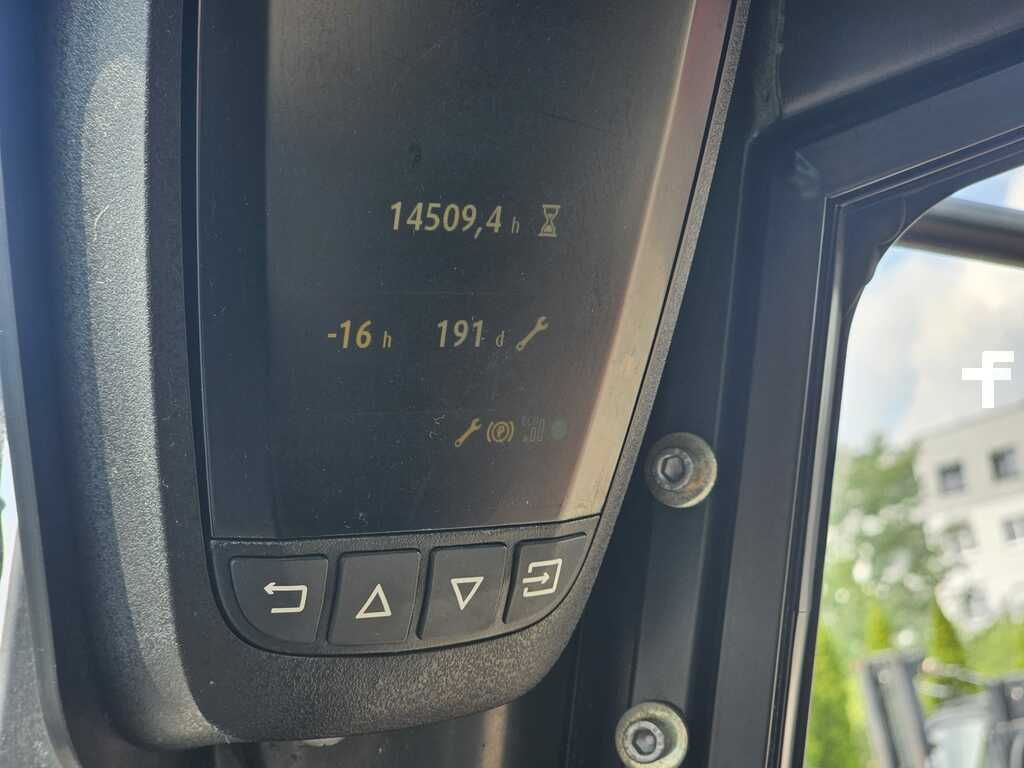 14509,4 h
-16 h 191 d
(P)
f